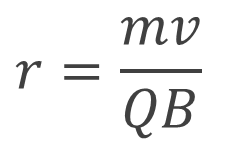 r = mv / QB